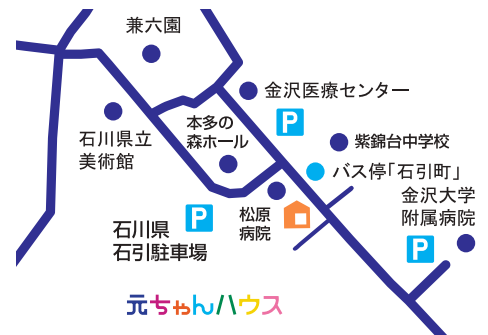 兼六園
金沢医療センター
P
石川県立
美術館
本多の
森ホール
紫錦台中学校
バス停「石引町」
金沢大学
附属病院
P
松原
病院
P
石川県
石引駐車場
元ちゃんハウス